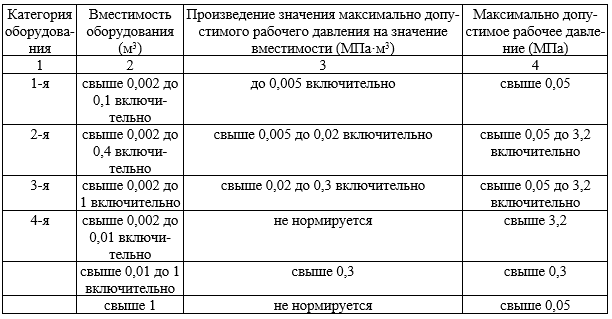 Категория
оборудова-
ния
Вместимость
оборудования
(м³)
Произведение значения максимально допу-
стимого рабочего давления на значение
вместимости (МПа·м³)
Максимально допу-
стимое рабочее давле-
ние (МПа)
1
2
3
4
1-я
свыше 0,002 до
0,1 включи-
тельно
до 0,005 включительно
свыше 0,05
2-я
свыше 0,002 до
0,4 включи-
тельно
свыше 0,005 до 0,02 включительно
свыше 0,05 до 3,2
включительно
3-я
свыше 0,002 до
1 включительно
свыше 0,02 до 0,3 включительно
свыше 0,05 до 3,2
включительно
4-я
свыше 0,002 до
0,01 включи-
тельно
не нормируется
свыше 3,2
свыше 0,01 до 1
включительно
свыше 0,3
свыше 0,3
свыше 1
не нормируется
свыше 0,05